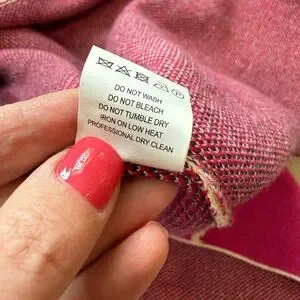 DO NOT WASH
DO NOT BLEACH
DO NOT TUMBLE DRY
IRON ON LOW HEAT
PROFESSIONAL DRY CLEAN